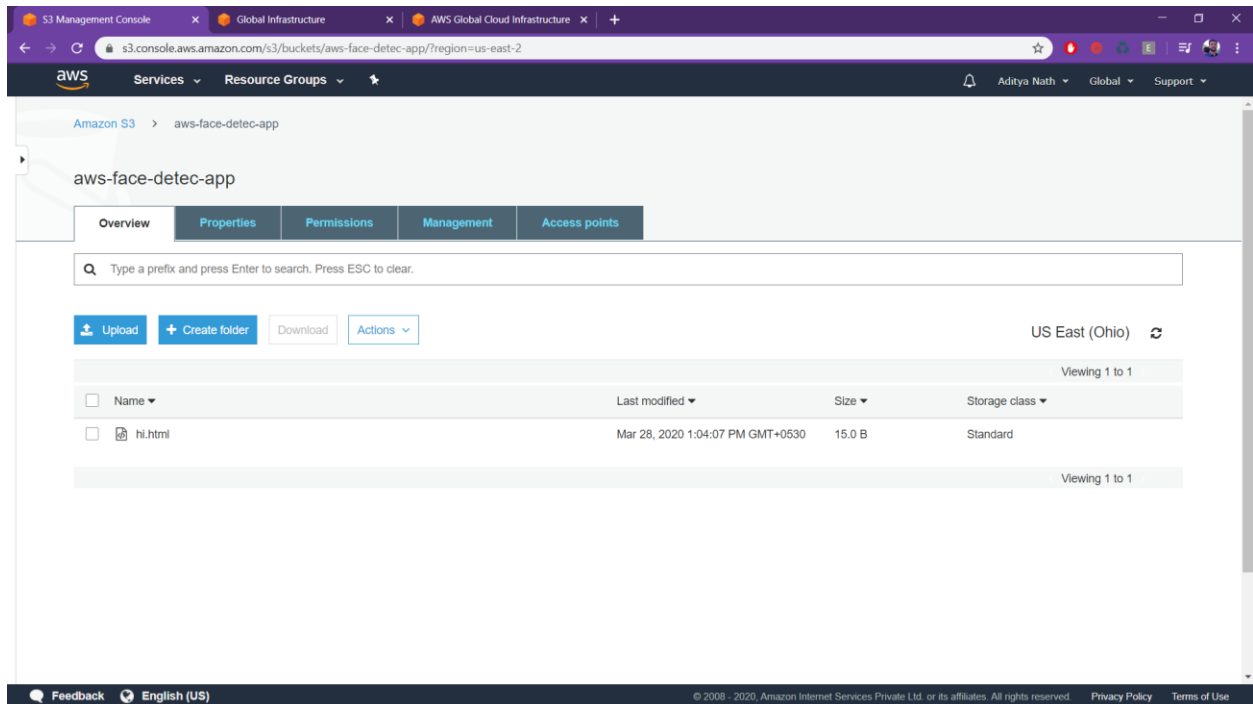 S3 Management Console
Global Infrastructure
AWS Global Cloud Infrastructure
s3.console.aws.amazon.com/s3/buckets/aws-face-detec-app/?region=us-east-2
E
aws Services Resource Groups Aditya Nath Global Support
Amazon S3 > aws-face-detec-app
aws-face-detec-app
Overview Properties Permissions Management Access points
Type a prefix and press Enter to search. Press ESC to clear.
Upload + Create folder Download Actions US East (Ohio)
Viewing 1 to 1
Name Last modified Size Storage class
hi.html Mar 28, 2020 1:04:07 PM GMT+0530 15.0 B Standard
Viewing 1 to 1
Feedback English (US) © 2008 - 2020, Amazon Internet Services Private Ltd. or its affiliates. All rights reserved. Privacy Policy Terms of Use